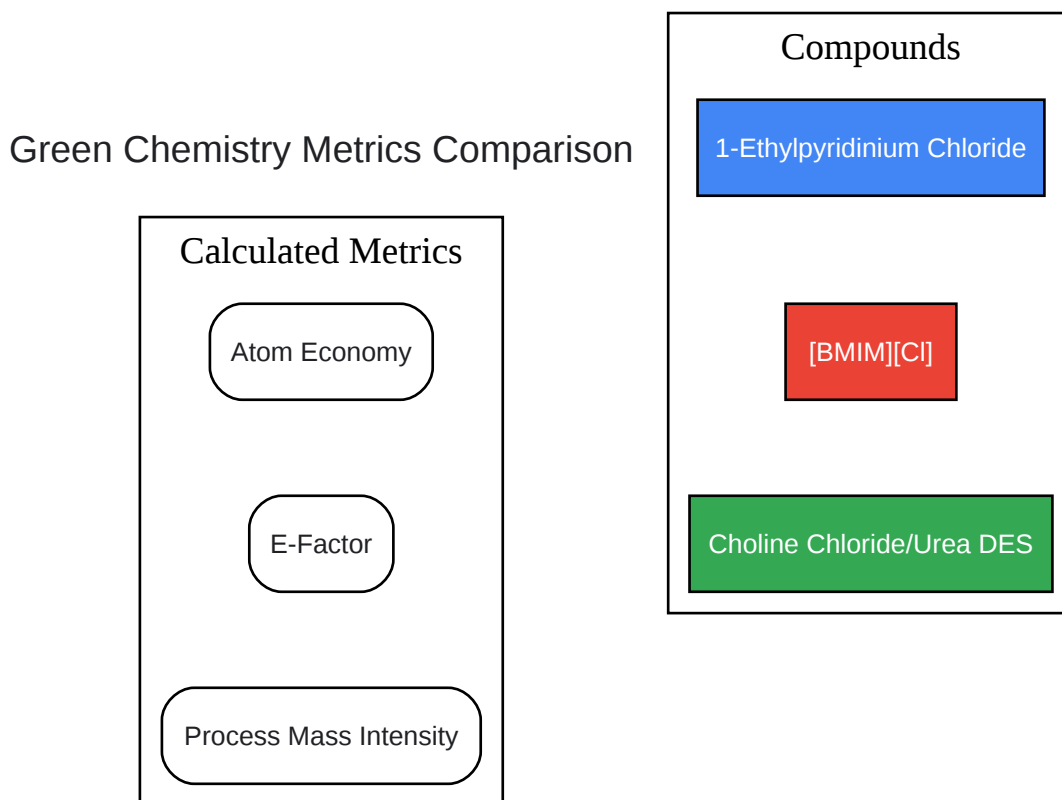 Green Chemistry Metrics Comparison
Calculated Metrics
Atom Economy
E-Factor
Process Mass Intensity
Compounds
1-Ethylpyridinium Chloride
[BMIM][Cl]
Choline Chloride/Urea DES